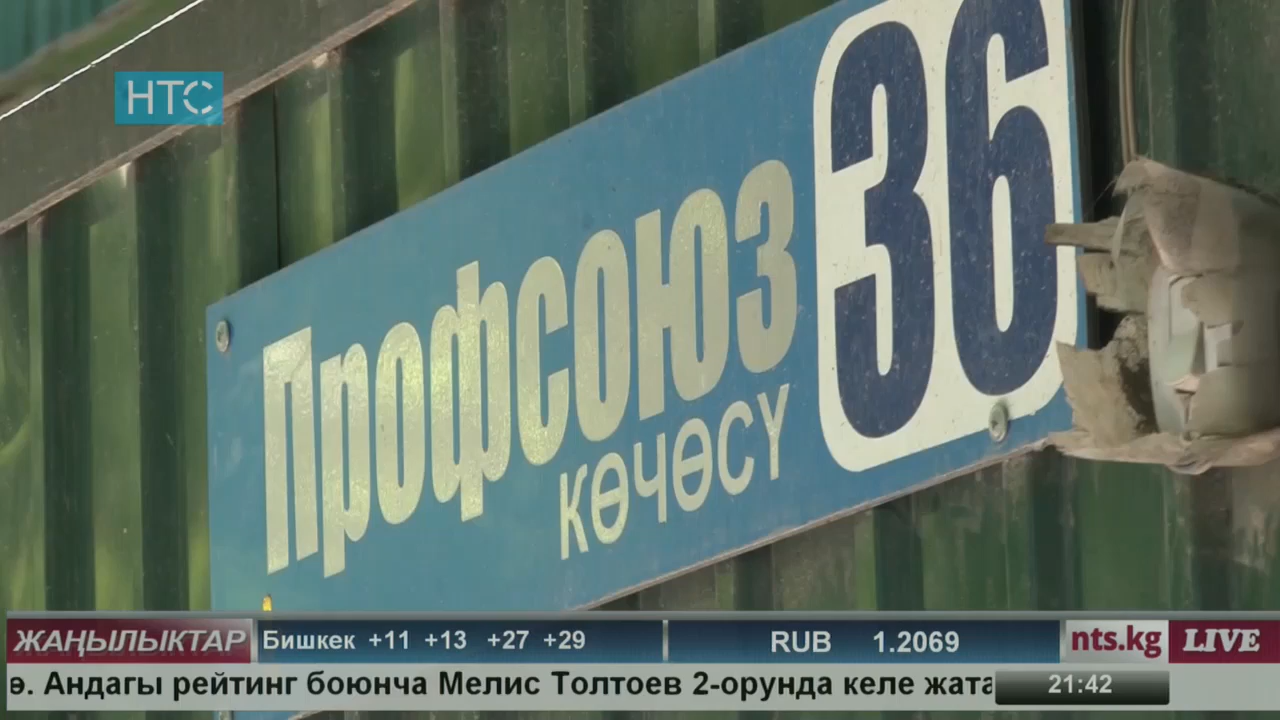 НТС
Профсоюз
көчөсү
36
ЖАҢЫЛЫКТАР
Бишкек +11 +13 +27 +29
RUB 1.2069
nts.kg
LIVE
ө. Андагы рейтинг боюнча Мелис Толтоев 2-орунда келе жата
21:42